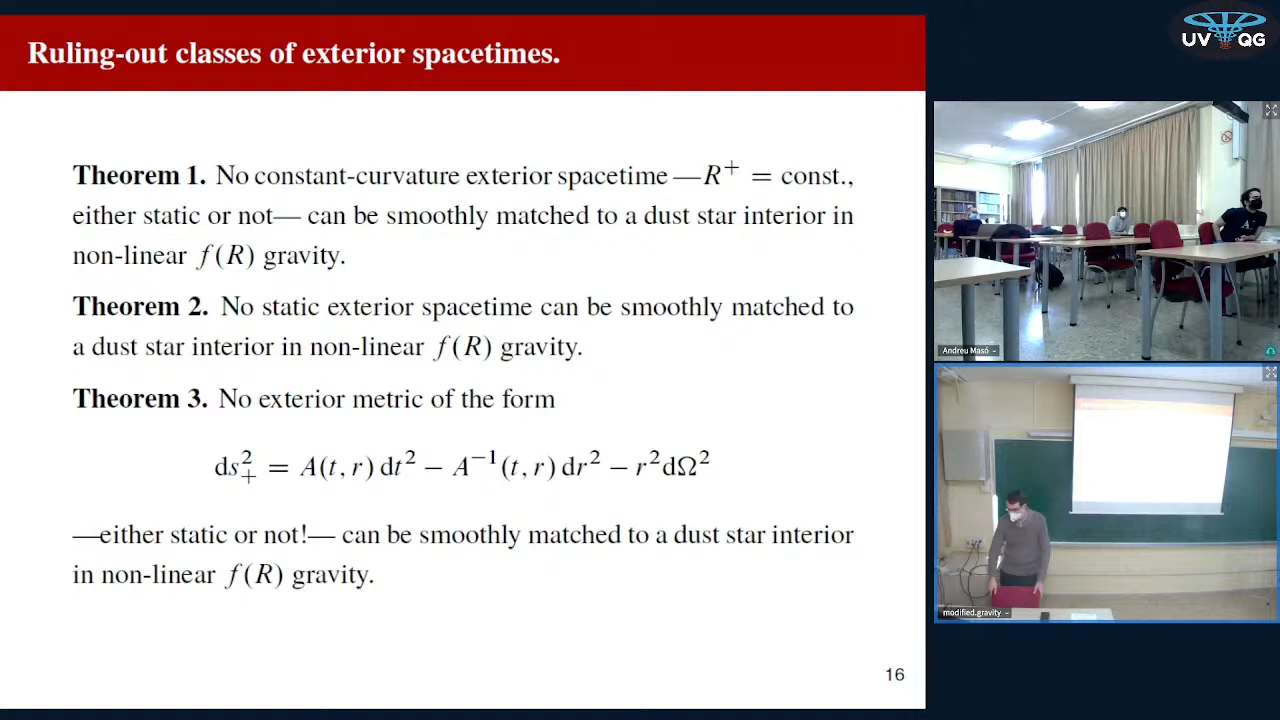 Ruling-out classes of exterior spacetimes.
Theorem 1. No constant-curvature exterior spacetime —R⁺ = const.,
either static or not— can be smoothly matched to a dust star interior in
non-linear f(R) gravity.
Theorem 2. No static exterior spacetime can be smoothly matched to
a dust star interior in non-linear f(R) gravity.
Theorem 3. No exterior metric of the form
ds₊² = A(t, r) dt² − A⁻¹(t, r) dr² − r²dΩ²
—either static or not!— can be smoothly matched to a dust star interior
in non-linear f(R) gravity.
16
UV QG
Andreu Masó
modified.gravity